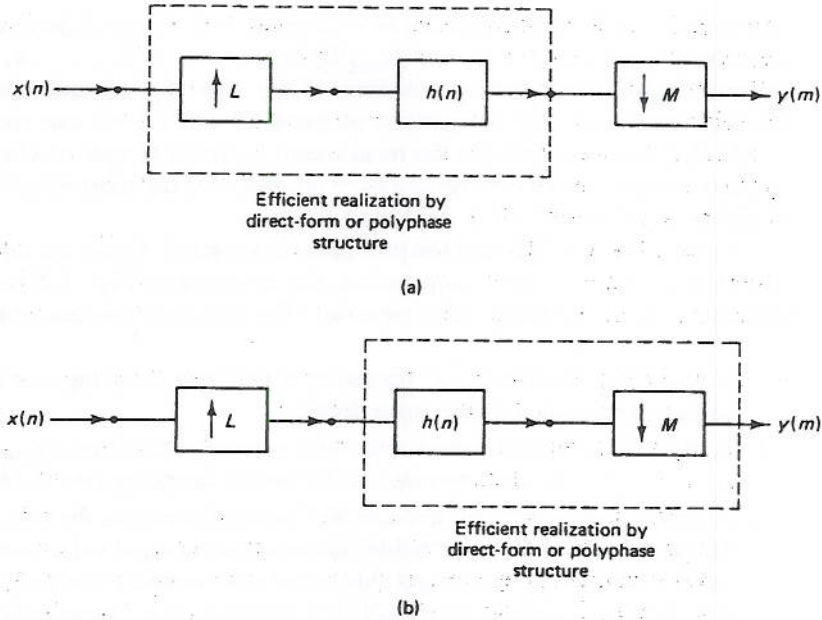 x(n)
↑ L
h(n)
↓ M
y(m)
Efficient realization by
direct-form or polyphase
structure
(a)
x(n)
↑ L
h(n)
↓ M
y(m)
Efficient realization by
direct-form or polyphase
structure
(b)